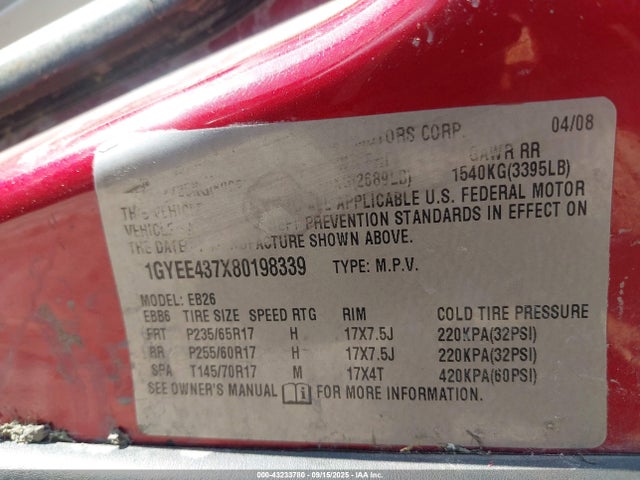 MOTORS CORP. 04/08
GAWR RR
1540KG(3395LB)
ALL APPLICABLE U.S. FEDERAL MOTOR
VEHICLE PREVENTION STANDARDS IN EFFECT ON
THE DATE OF MANUFACTURE SHOWN ABOVE.
1GYEE437X80198339 TYPE: M.P.V.
MODEL: EB26
EBB6 TIRE SIZE SPEED RTG RIM COLD TIRE PRESSURE
FRT P235/65R17 H 17X7.5J 220KPA(32PSI)
RR P255/60R17 H 17X7.5J 220KPA(32PSI)
SPA T145/70R17 M 17X4T 420KPA(60PSI)
SEE OWNER'S MANUAL FOR MORE INFORMATION.
000-43233780 - 09/15/2025 - IAA Inc.